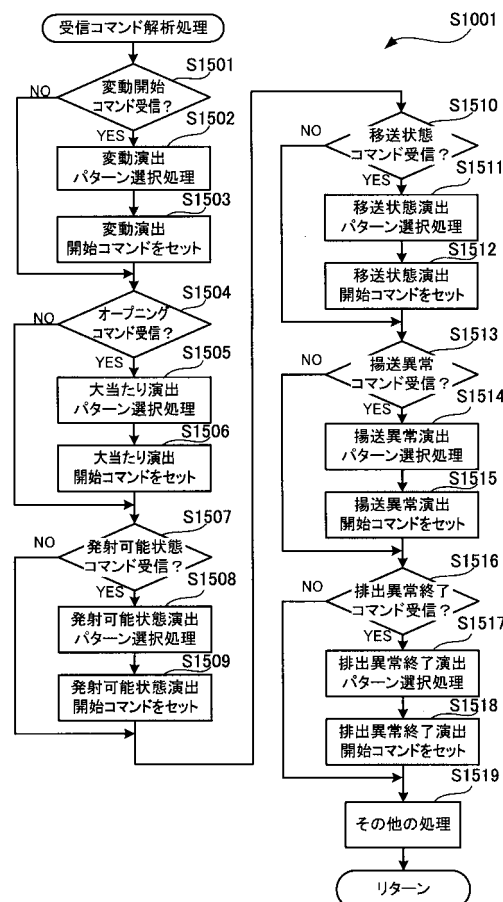 受信コマンド解析処理
S1001
S1501
変動開始
コマンド受信?
NO
YES
S1502
変動演出
パターン選択処理
S1503
変動演出
開始コマンドをセット
S1504
オープニング
コマンド受信?
NO
YES
S1505
大当たり演出
パターン選択処理
S1506
大当たり演出
開始コマンドをセット
S1507
発射可能状態
コマンド受信?
NO
YES
S1508
発射可能状態演出
パターン選択処理
S1509
発射可能状態演出
開始コマンドをセット
S1510
移送状態
コマンド受信?
NO
YES
S1511
移送状態演出
パターン選択処理
S1512
移送状態演出
開始コマンドをセット
S1513
揚送異常
コマンド受信?
NO
YES
S1514
揚送異常演出
パターン選択処理
S1515
揚送異常演出
開始コマンドをセット
S1516
排出異常終了
コマンド受信?
NO
YES
S1517
排出異常終了演出
パターン選択処理
S1518
排出異常終了演出
開始コマンドをセット
S1519
その他の処理
リターン